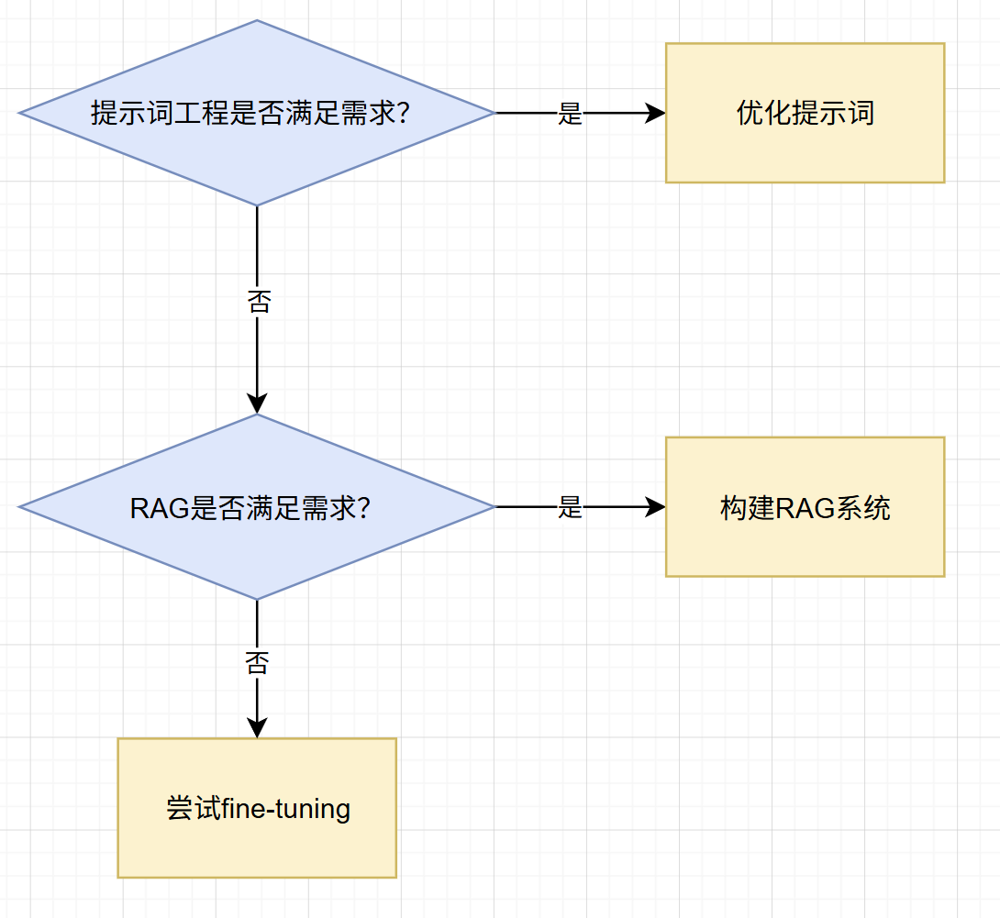 提示词工程是否满足需求?
是
优化提示词
否
RAG是否满足需求?
是
构建RAG系统
否
尝试fine-tuning